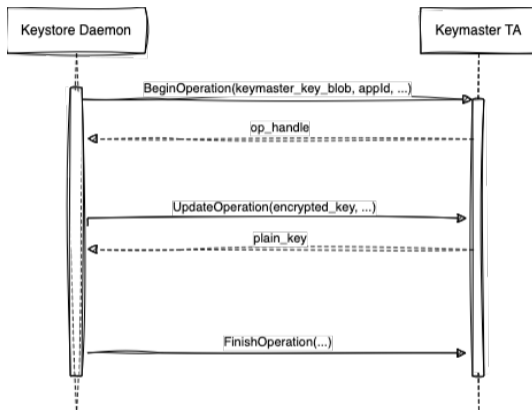 Keystore Daemon
Keymaster TA
BeginOperation(keymaster_key_blob, appId, ...)
op_handle
UpdateOperation(encrypted_key, ...)
plain_key
FinishOperation(...)